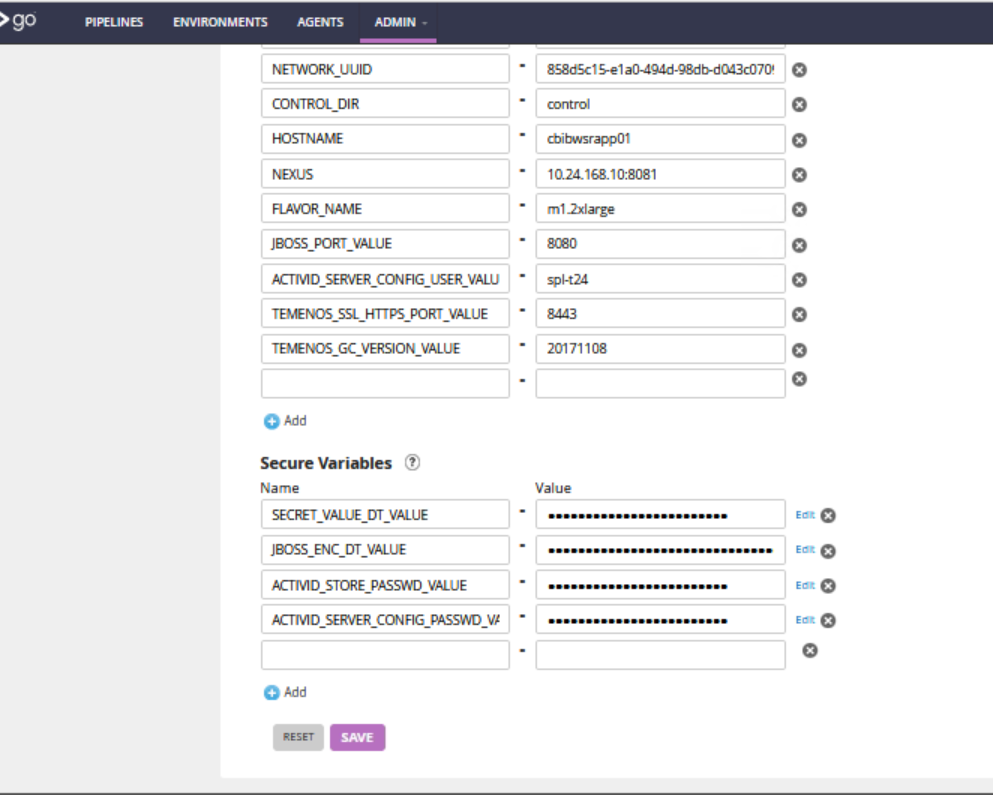 >go PIPELINES ENVIRONMENTS AGENTS ADMIN
NETWORK_UUID - 858d5c15-e1a0-494d-98db-d043c070
CONTROL_DIR - control
HOSTNAME - cbibwsrapp01
NEXUS - 10.24.168.10:8081
FLAVOR_NAME - m1.2xlarge
JBOSS_PORT_VALUE - 8080
ACTIVID_SERVER_CONFIG_USER_VALU - spl-t24
TEMENOS_SSL_HTTPS_PORT_VALUE - 8443
TEMENOS_GC_VERSION_VALUE - 20171108
-
Add
Secure Variables ?
Name Value
SECRET_VALUE_DT_VALUE - •••••••••••••••••••••••• Edit
JBOSS_ENC_DT_VALUE - •••••••••••••••••••••••••••••• Edit
ACTIVID_STORE_PASSWD_VALUE - •••••••••••••••••••••••• Edit
ACTIVID_SERVER_CONFIG_PASSWD_VA - •••••••••••••••••••••••• Edit
-
Add
RESET SAVE